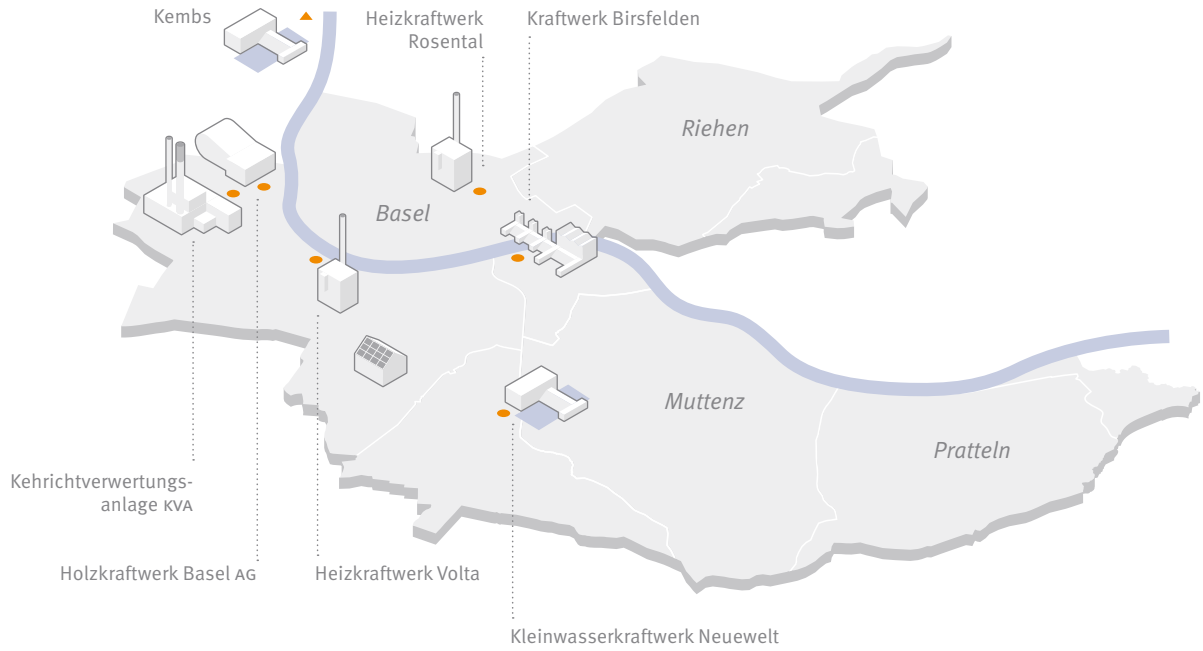 Kembs
Heizkraftwerk
Rosental
Kraftwerk Birsfelden
Riehen
Basel
Muttenz
Pratteln
Kehrichtverwertungs-
anlage KVA
Holzkraftwerk Basel AG
Heizkraftwerk Volta
Kleinwasserkraftwerk Neuewelt